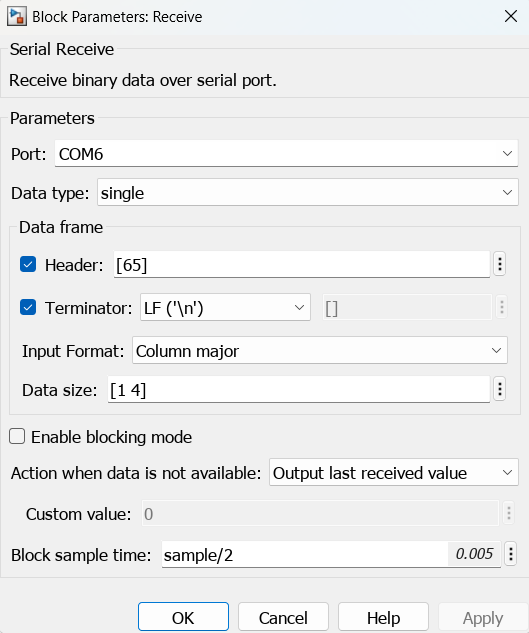 Block Parameters: Receive
Serial Receive
Receive binary data over serial port.
Parameters
Port: COM6
Data type: single
Data frame
Header: [65]
Terminator: LF ('\n') []
Input Format: Column major
Data size: [1 4]
Enable blocking mode
Action when data is not available: Output last received value
Custom value: 0
Block sample time: sample/2 0.005
OK Cancel Help Apply